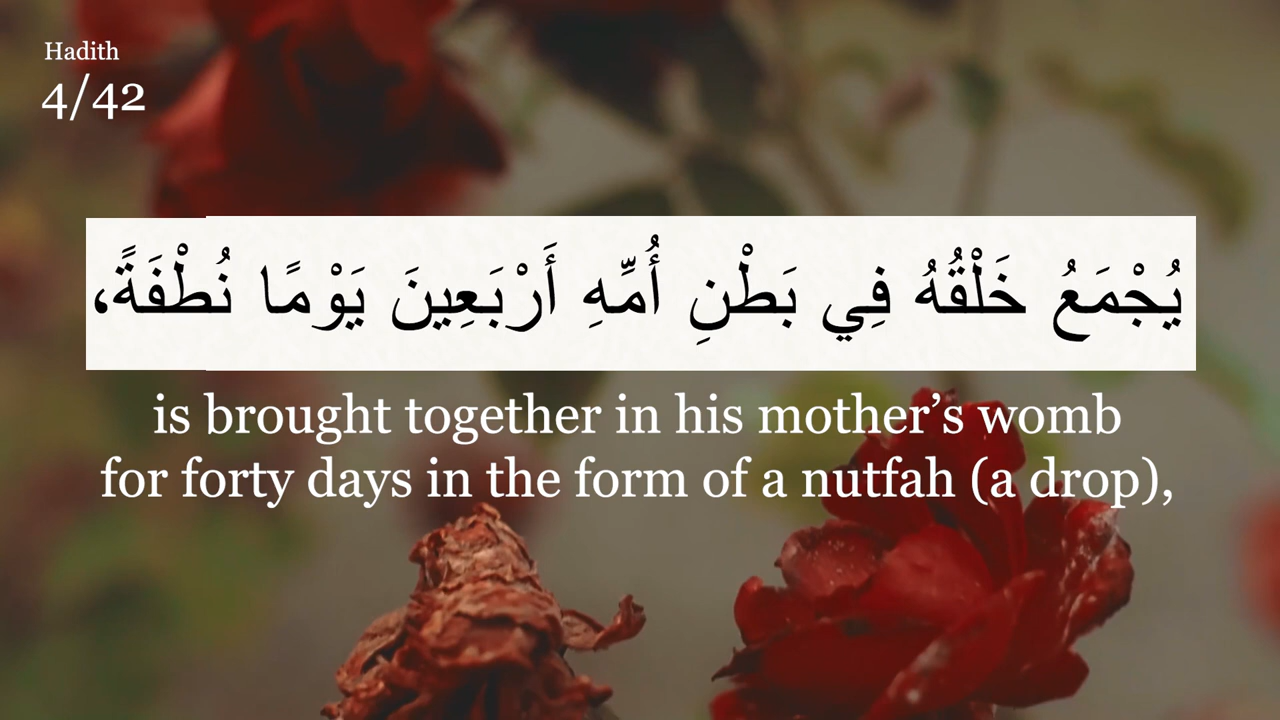 Hadith
4/42
يُجْمَعُ خَلْقُهُ فِي بَطْنِ أُمِّهِ أَرْبَعِينَ يَوْمًا نُطْفَةً،
is brought together in his mother’s womb
for forty days in the form of a nutfah (a drop),